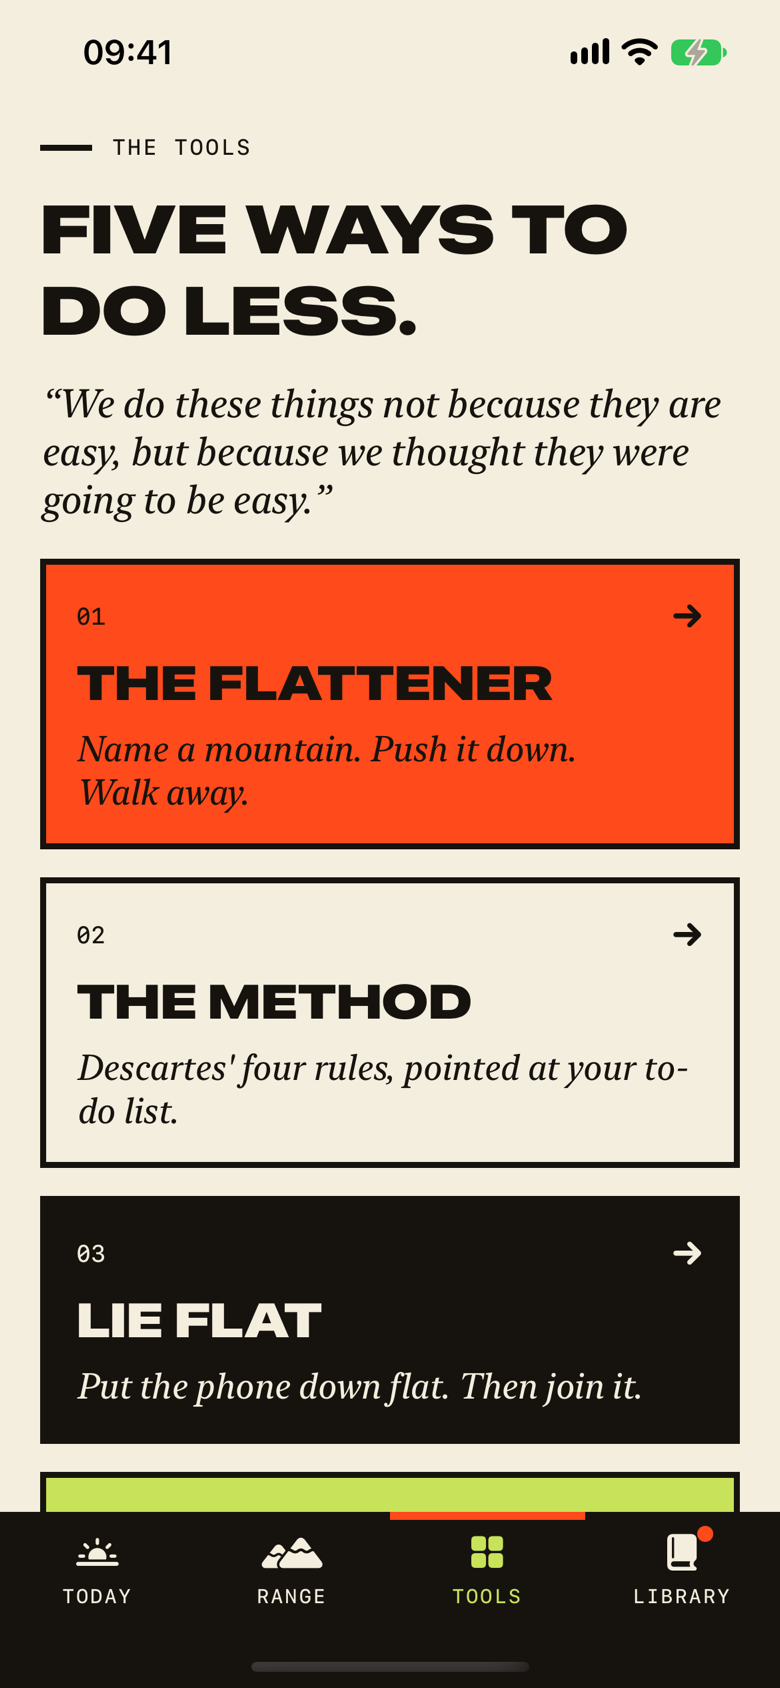 09:41
THE TOOLS
FIVE WAYS TO
DO LESS.
“We do these things not because they are
easy, but because we thought they were
going to be easy.”
01
THE FLATTENER
Name a mountain. Push it down.
Walk away.
02
THE METHOD
Descartes' four rules, pointed at your to-
do list.
03
LIE FLAT
Put the phone down flat. Then join it.
TODAY
RANGE
TOOLS
LIBRARY